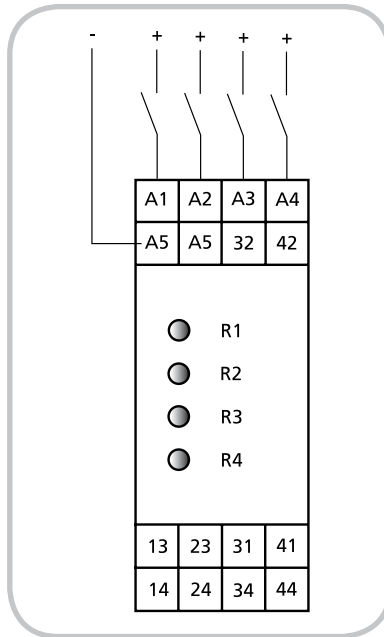 - + + + +
A1 A2 A3 A4
A5 A5 32 42
R1
R2
R3
R4
13 23 31 41
14 24 34 44